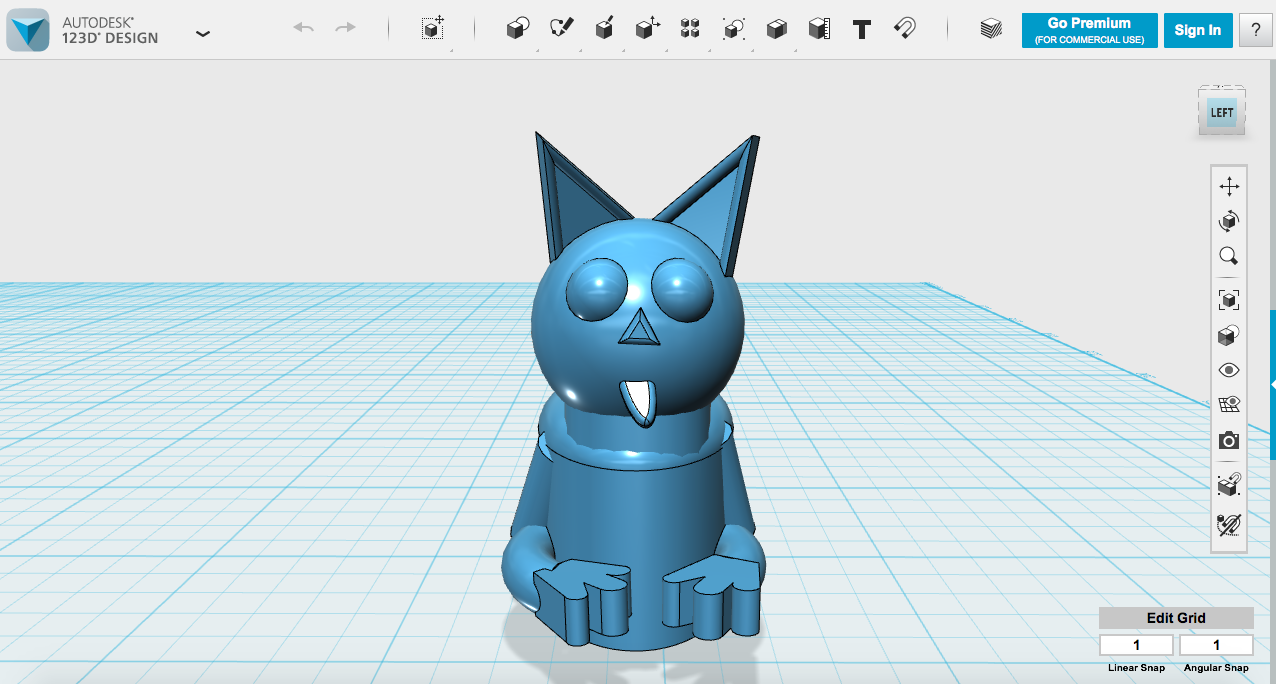 AUTODESK®
123D® DESIGN
T
Go Premium
(FOR COMMERCIAL USE)
Sign In
?
LEFT
Edit Grid
1
1
Linear Snap
Angular Snap